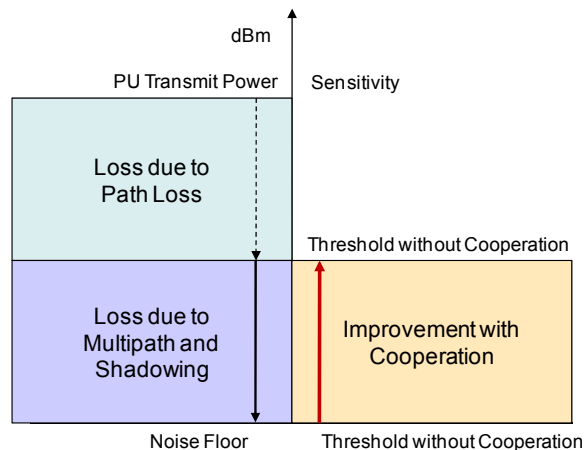 dBm
PU Transmit Power
Sensitivity
Loss due to
Path Loss
Threshold without Cooperation
Loss due to
Multipath and
Shadowing
Improvement with
Cooperation
Noise Floor
Threshold without Cooperation